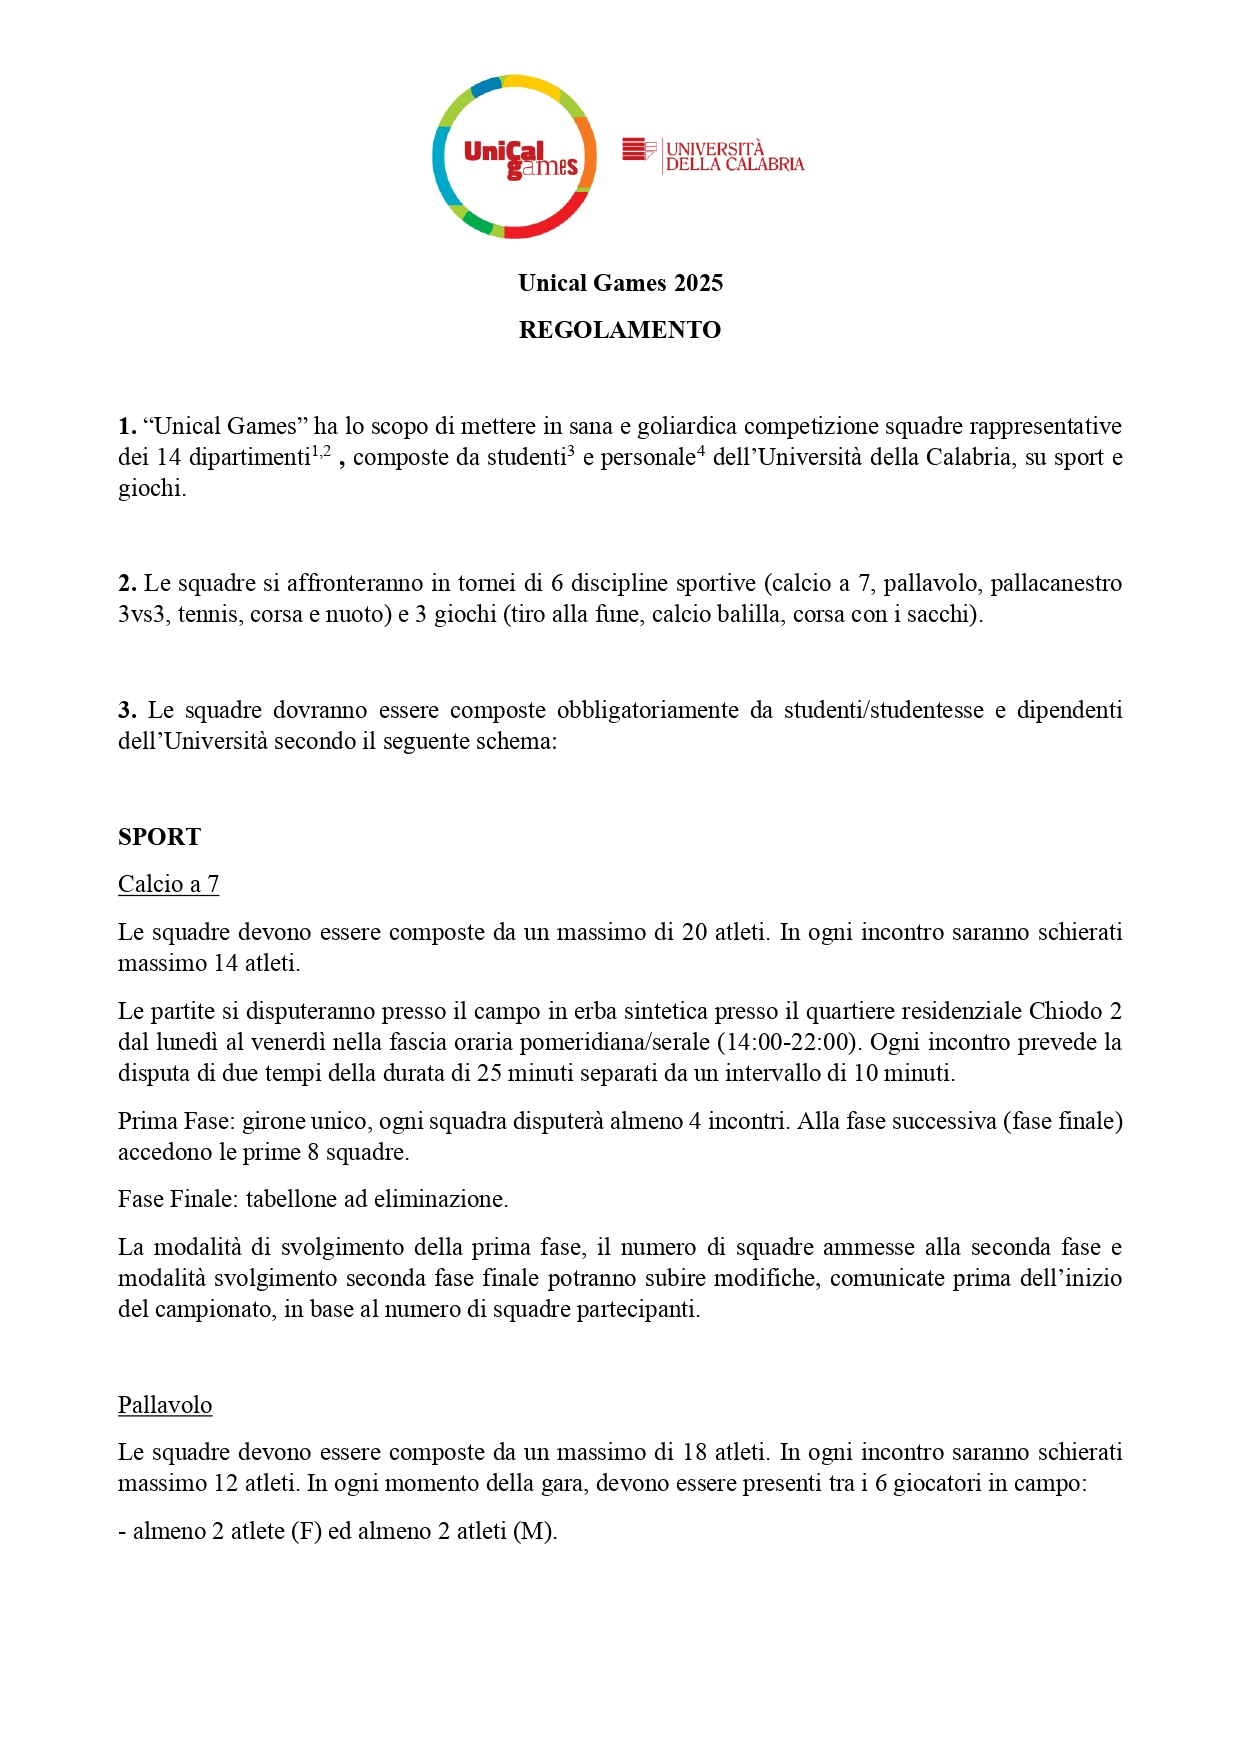 UniCal
games
UNIVERSITÀ
DELLA CALABRIA
Unical Games 2025
REGOLAMENTO
1. “Unical Games” ha lo scopo di mettere in sana e goliardica competizione squadre rappresentative
dei 14 dipartimenti1,2 , composte da studenti3 e personale4 dell’Università della Calabria, su sport e
giochi.
2. Le squadre si affronteranno in tornei di 6 discipline sportive (calcio a 7, pallavolo, pallacanestro
3vs3, tennis, corsa e nuoto) e 3 giochi (tiro alla fune, calcio balilla, corsa con i sacchi).
3. Le squadre dovranno essere composte obbligatoriamente da studenti/studentesse e dipendenti
dell’Università secondo il seguente schema:
SPORT
Calcio a 7
Le squadre devono essere composte da un massimo di 20 atleti. In ogni incontro saranno schierati
massimo 14 atleti.
Le partite si disputeranno presso il campo in erba sintetica presso il quartiere residenziale Chiodo 2
dal lunedì al venerdì nella fascia oraria pomeridiana/serale (14:00-22:00). Ogni incontro prevede la
disputa di due tempi della durata di 25 minuti separati da un intervallo di 10 minuti.
Prima Fase: girone unico, ogni squadra disputerà almeno 4 incontri. Alla fase successiva (fase finale)
accedono le prime 8 squadre.
Fase Finale: tabellone ad eliminazione.
La modalità di svolgimento della prima fase, il numero di squadre ammesse alla seconda fase e
modalità svolgimento seconda fase finale potranno subire modifiche, comunicate prima dell’inizio
del campionato, in base al numero di squadre partecipanti.
Pallavolo
Le squadre devono essere composte da un massimo di 18 atleti. In ogni incontro saranno schierati
massimo 12 atleti. In ogni momento della gara, devono essere presenti tra i 6 giocatori in campo:
- almeno 2 atlete (F) ed almeno 2 atleti (M).